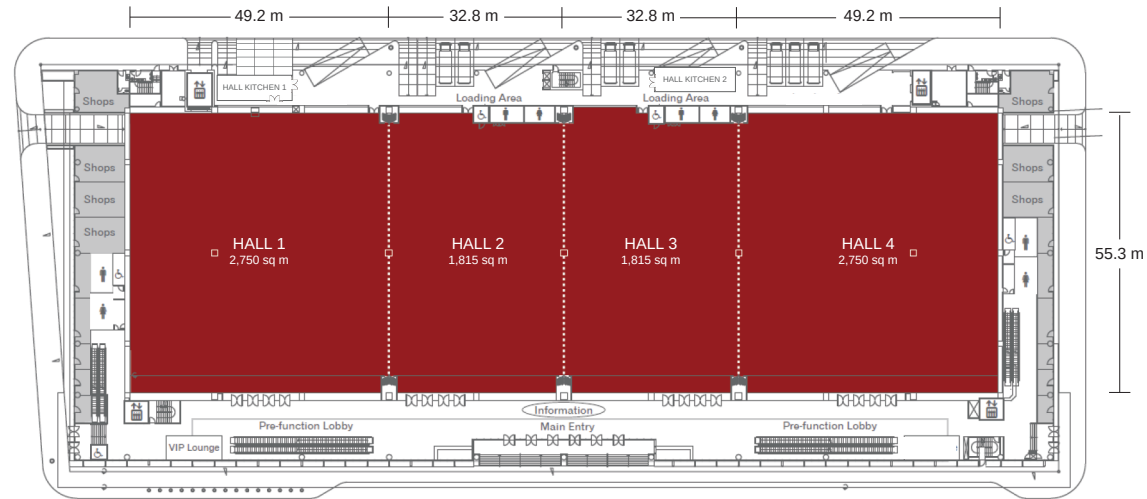 49.2 m
32.8 m
32.8 m
49.2 m
HALL KITCHEN 1
HALL KITCHEN 2
Loading Area
Loading Area
Shops
Shops
Shops
Shops
Shops
Shops
Shops
HALL 1
2,750 sq m
HALL 2
1,815 sq m
HALL 3
1,815 sq m
HALL 4
2,750 sq m
55.3 m
Information
Pre-function Lobby
Main Entry
Pre-function Lobby
VIP Lounge